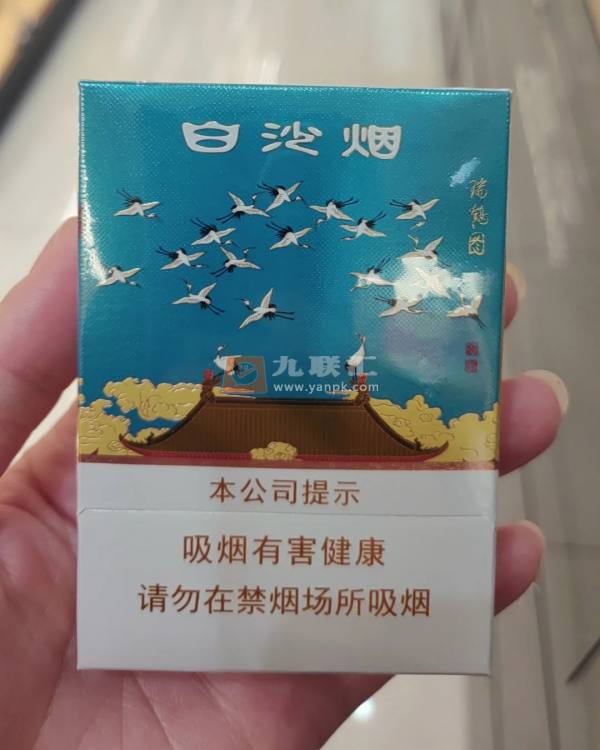 白沙烟
瑞鹤图
九联汇
www.yanpk.com
本公司提示
吸烟有害健康
请勿在禁烟场所吸烟